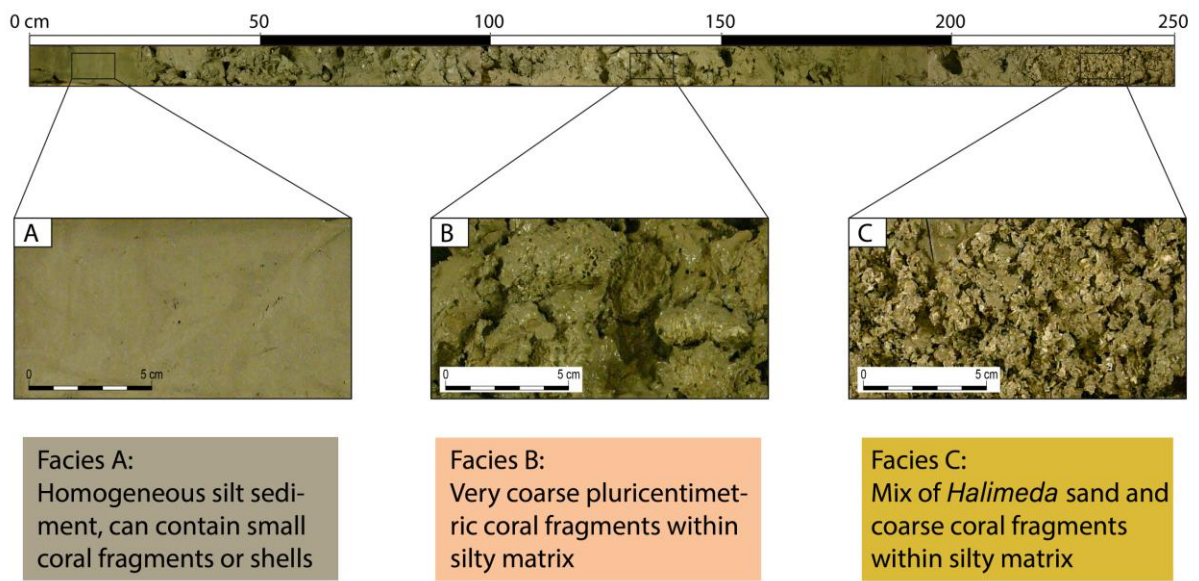 0 cm 50 100 150 200 250
A
B
C
0 5 cm
0 5 cm
0 5 cm
Facies A:
Homogeneous silt sedi-
ment, can contain small
coral fragments or shells
Facies B:
Very coarse pluricentimet-
ric coral fragments within
silty matrix
Facies C:
Mix of Halimeda sand and
coarse coral fragments
within silty matrix